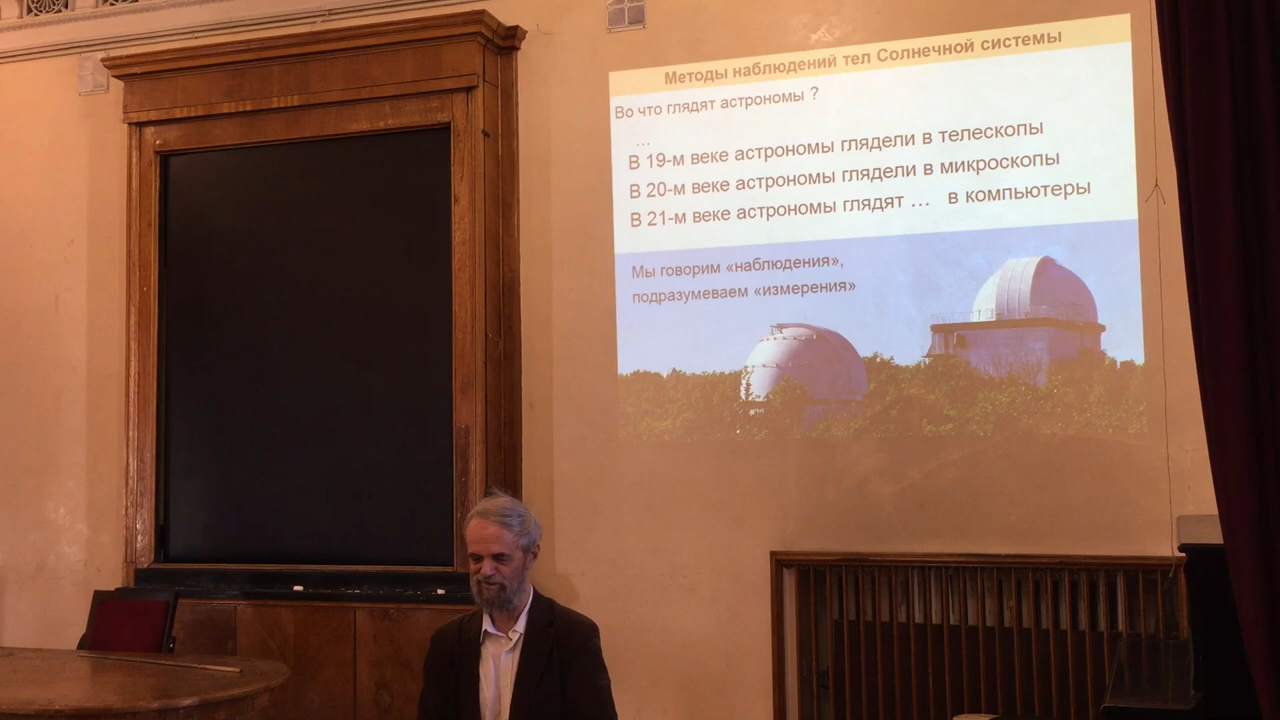 Методы наблюдений тел Солнечной системы
Во что глядят астрономы ?
...
В 19-м веке астрономы глядели в телескопы
В 20-м веке астрономы глядели в микроскопы
В 21-м веке астрономы глядят ... в компьютеры
Мы говорим «наблюдения»,
подразумеваем «измерения»